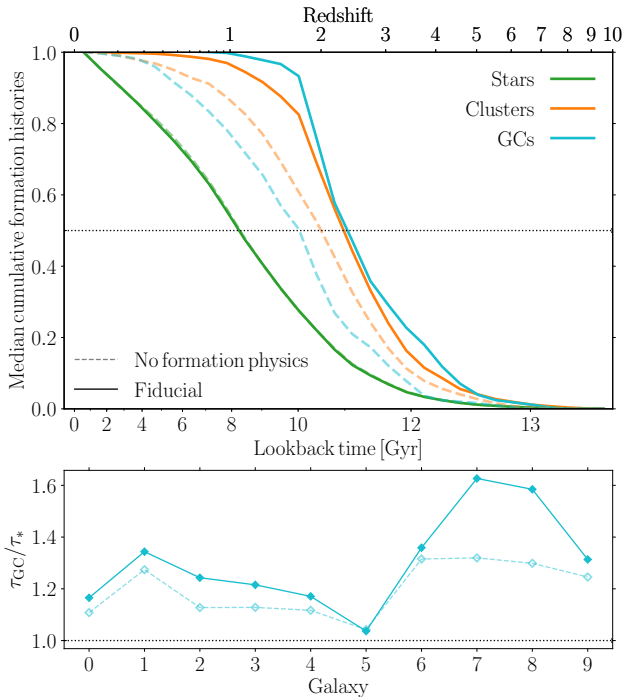 Redshift
0 1 2 3 4 5 6 7 8 9 10
Median cumulative formation histories
1.0
0.8
0.6
0.4
0.2
0.0
Stars
Clusters
GCs
No formation physics
Fiducial
0 2 4 6 8 10 12 13
Lookback time [Gyr]
τGC/τ*
1.6
1.4
1.2
1.0
0 1 2 3 4 5 6 7 8 9
Galaxy